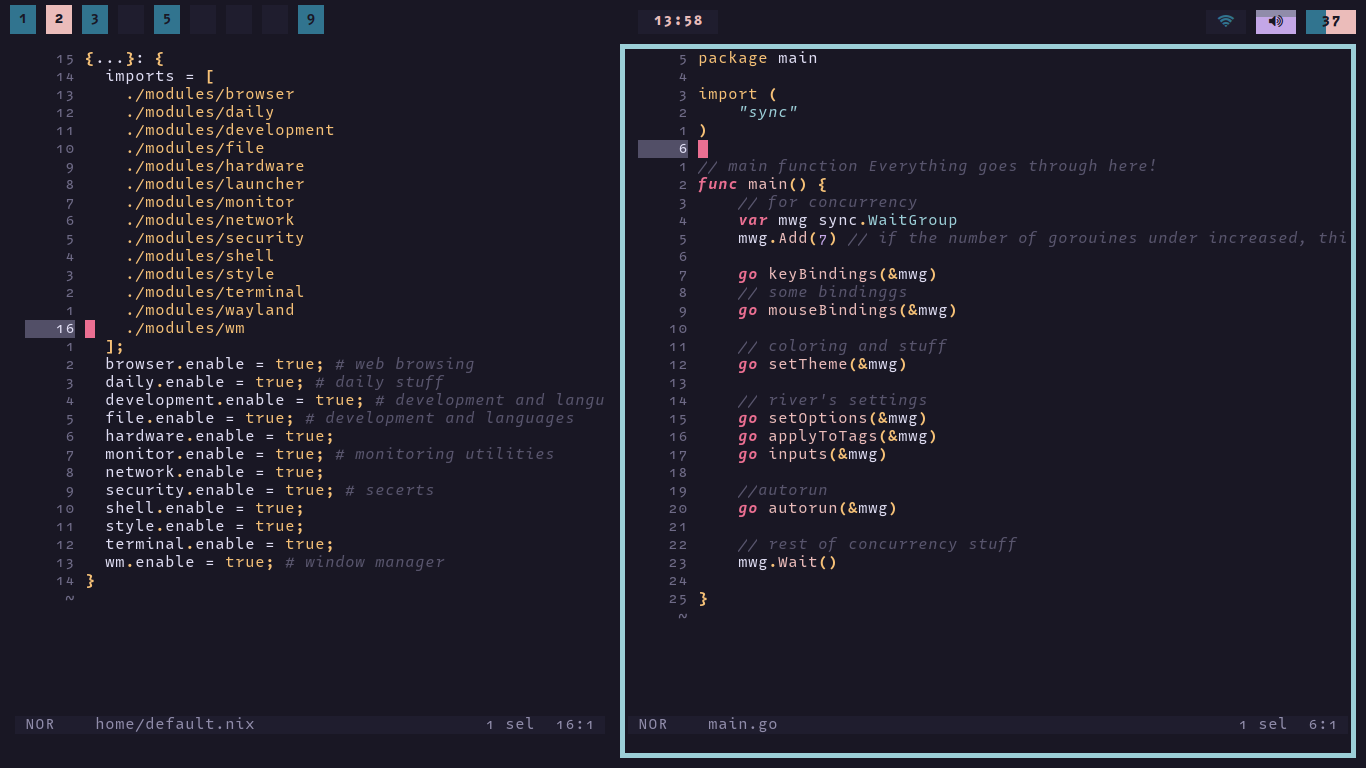 1 2 3 5 9 13:58 37
15 {...}: {
14 imports = [
13 ./modules/browser
12 ./modules/daily
11 ./modules/development
10 ./modules/file
9 ./modules/hardware
8 ./modules/launcher
7 ./modules/monitor
6 ./modules/network
5 ./modules/security
4 ./modules/shell
3 ./modules/style
2 ./modules/terminal
1 ./modules/wayland
16 ./modules/wm
1 ];
2 browser.enable = true; # web browsing
3 daily.enable = true; # daily stuff
4 development.enable = true; # development and langu
5 file.enable = true; # development and languages
6 hardware.enable = true;
7 monitor.enable = true; # monitoring utilities
8 network.enable = true;
9 security.enable = true; # secerts
10 shell.enable = true;
11 style.enable = true;
12 terminal.enable = true;
13 wm.enable = true; # window manager
14 }
~
NOR home/default.nix 1 sel 16:1
5 package main
4
3 import (
2 "sync"
1 )
6
1 // main function Everything goes through here!
2 func main() {
3 // for concurrency
4 var mwg sync.WaitGroup
5 mwg.Add(7) // if the number of gorouines under increased, thi
6
7 go keyBindings(&mwg)
8 // some bindinggs
9 go mouseBindings(&mwg)
10
11 // coloring and stuff
12 go setTheme(&mwg)
13
14 // river's settings
15 go setOptions(&mwg)
16 go applyToTags(&mwg)
17 go inputs(&mwg)
18
19 //autorun
20 go autorun(&mwg)
21
22 // rest of concurrency stuff
23 mwg.Wait()
24
25 }
~
NOR main.go 1 sel 6:1